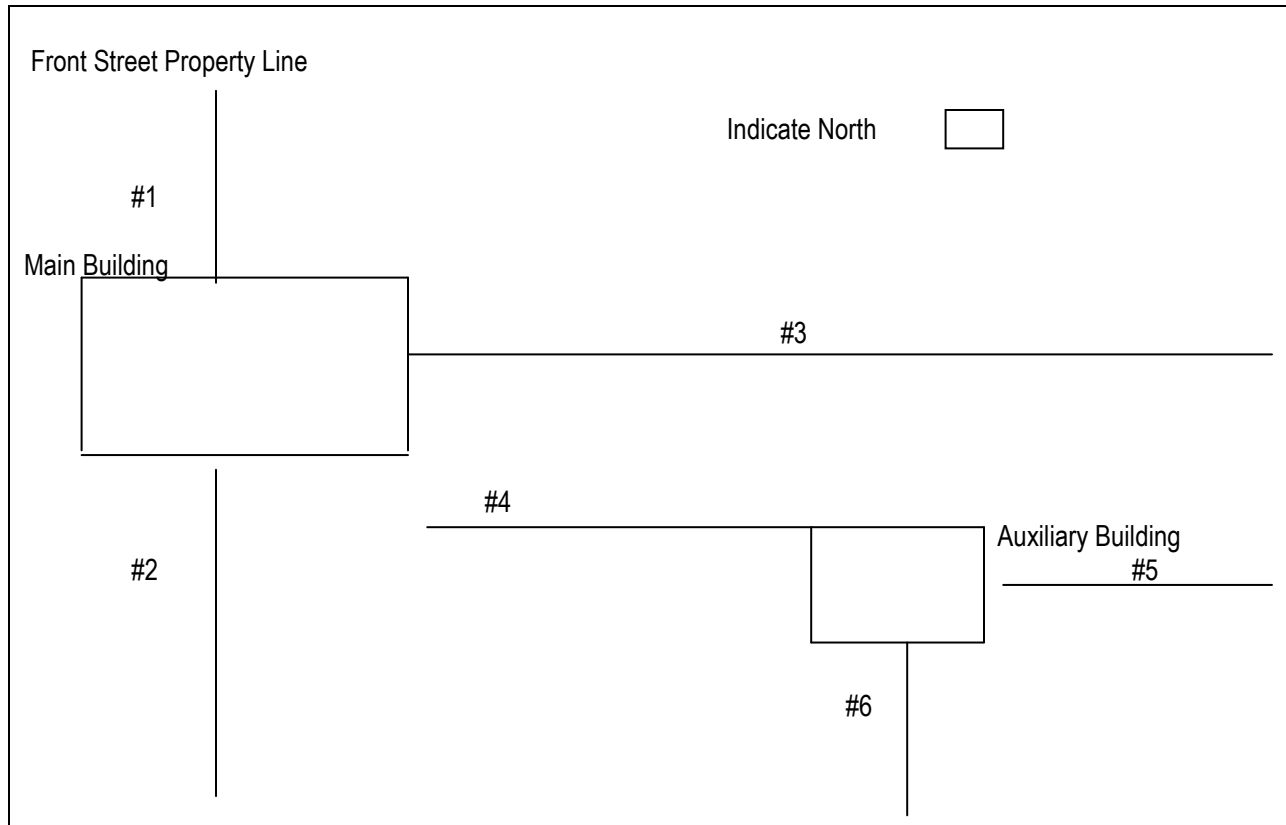 Front Street Property Line
Indicate North
#1
Main Building
#3
#4
Auxiliary Building
#2
#5
#6